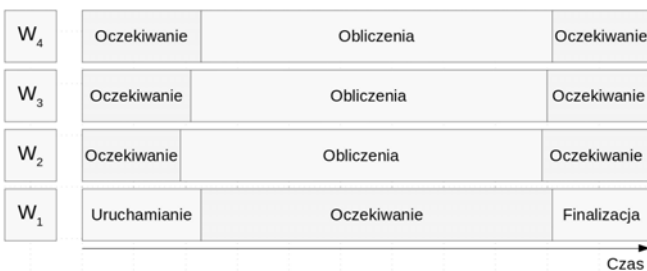 W4 Oczekiwanie Obliczenia Oczekiwanie
W3 Oczekiwanie Obliczenia Oczekiwanie
W2 Oczekiwanie Obliczenia Oczekiwanie
W1 Uruchamianie Oczekiwanie Finalizacja
Czas